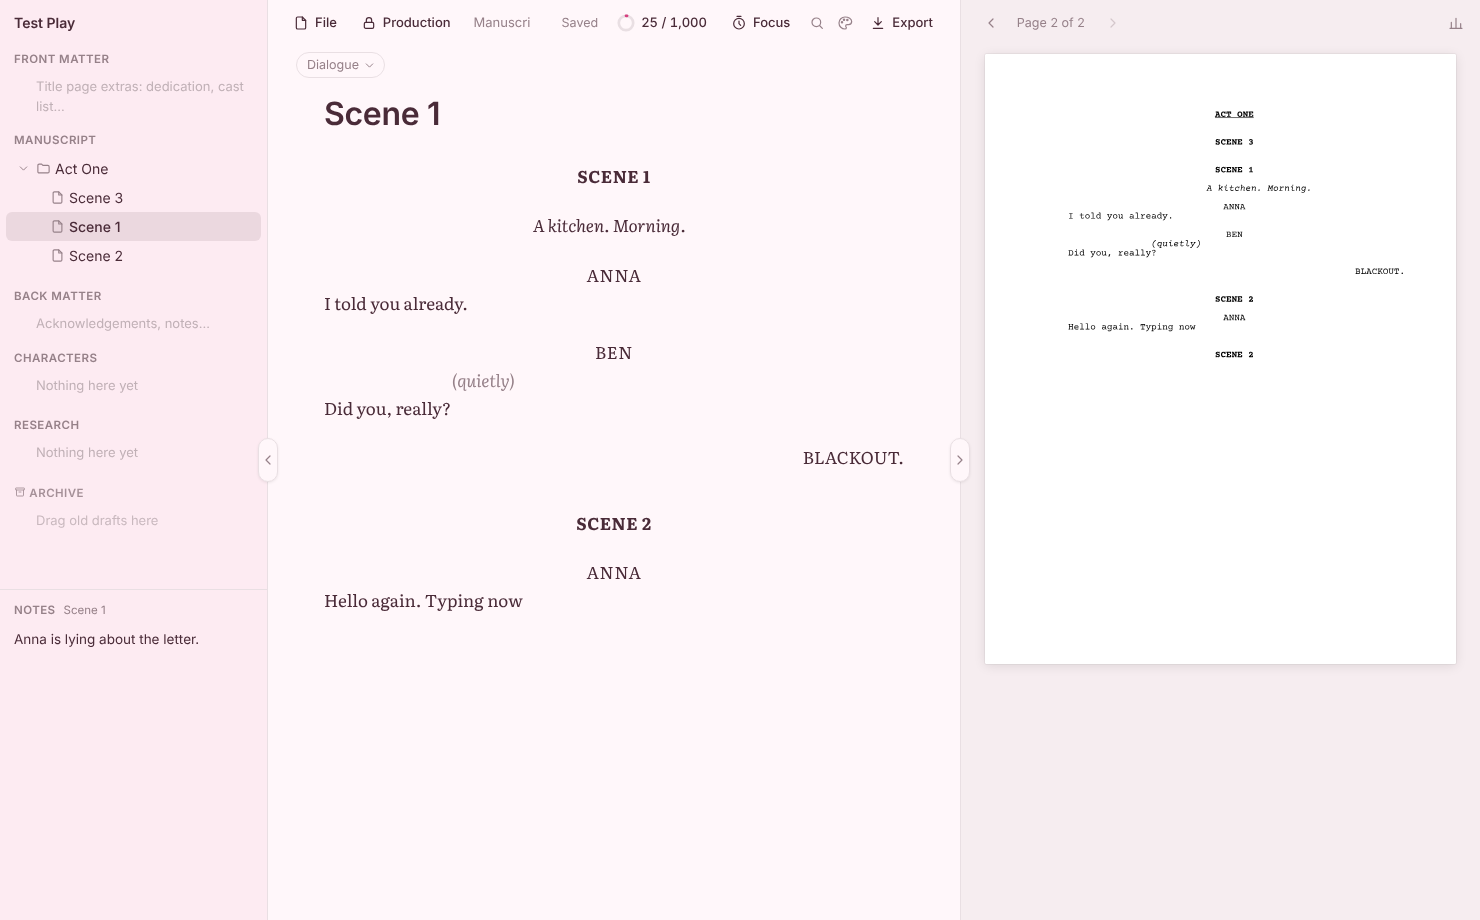 Test Play
FRONT MATTER
Title page extras: dedication, cast
list...
MANUSCRIPT
Act One
Scene 3
Scene 1
Scene 2
BACK MATTER
Acknowledgements, notes...
CHARACTERS
Nothing here yet
RESEARCH
Nothing here yet
ARCHIVE
Drag old drafts here
NOTES Scene 1
Anna is lying about the letter.
File Production Manuscri Saved 25 / 1,000 Focus Export
Dialogue
Scene 1
SCENE 1
A kitchen. Morning.
ANNA
I told you already.
BEN
(quietly)
Did you, really?
BLACKOUT.
SCENE 2
ANNA
Hello again. Typing now
Page 2 of 2
ACT ONE
SCENE 3
SCENE 1
A kitchen. Morning.
ANNA
I told you already.
BEN
(quietly)
Did you, really?
BLACKOUT.
SCENE 2
ANNA
Hello again. Typing now
SCENE 2